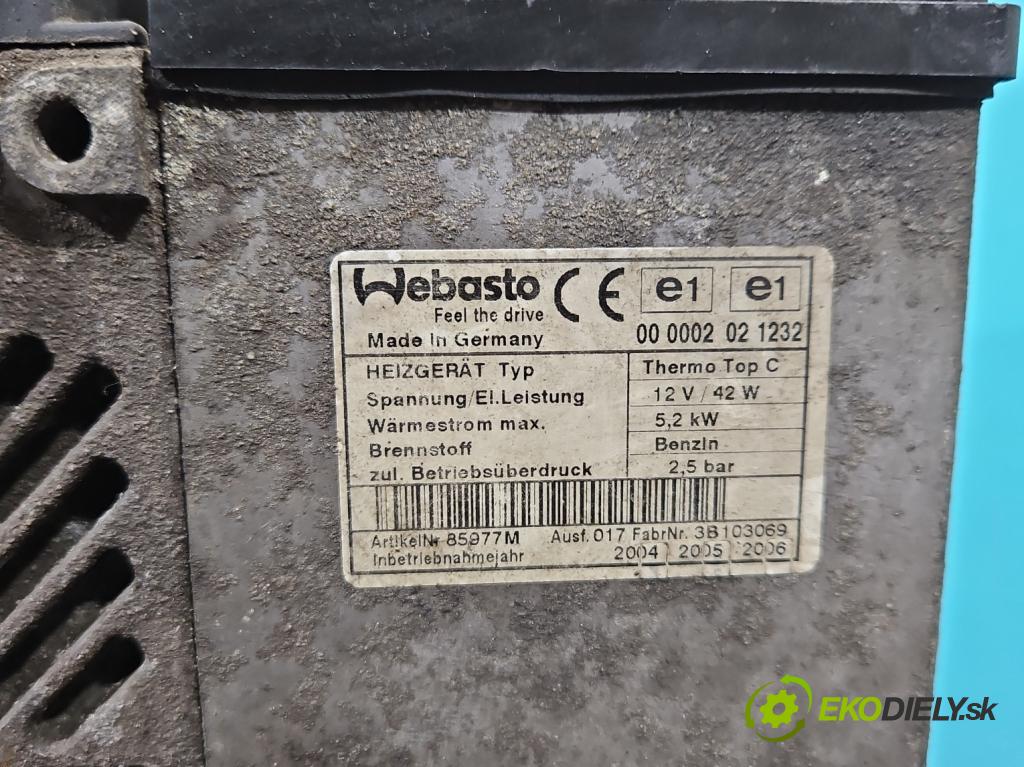 Webasto CE e1 e1
Feel the drive
Made In Germany 00 0002 02 1232
HEIZGERÄT Typ Thermo Top C
Spannung/El.Leistung 12 V / 42 W
Wärmestrom max. 5,2 kW
Brennstoff Benzin
zul. Betriebsüberdruck 2,5 bar
ArtikelNr 85977M Ausf. 017 FabrNr. 3B103069
Inbetriebnahmejahr 2004 2005 2006
EKODIELY.sk